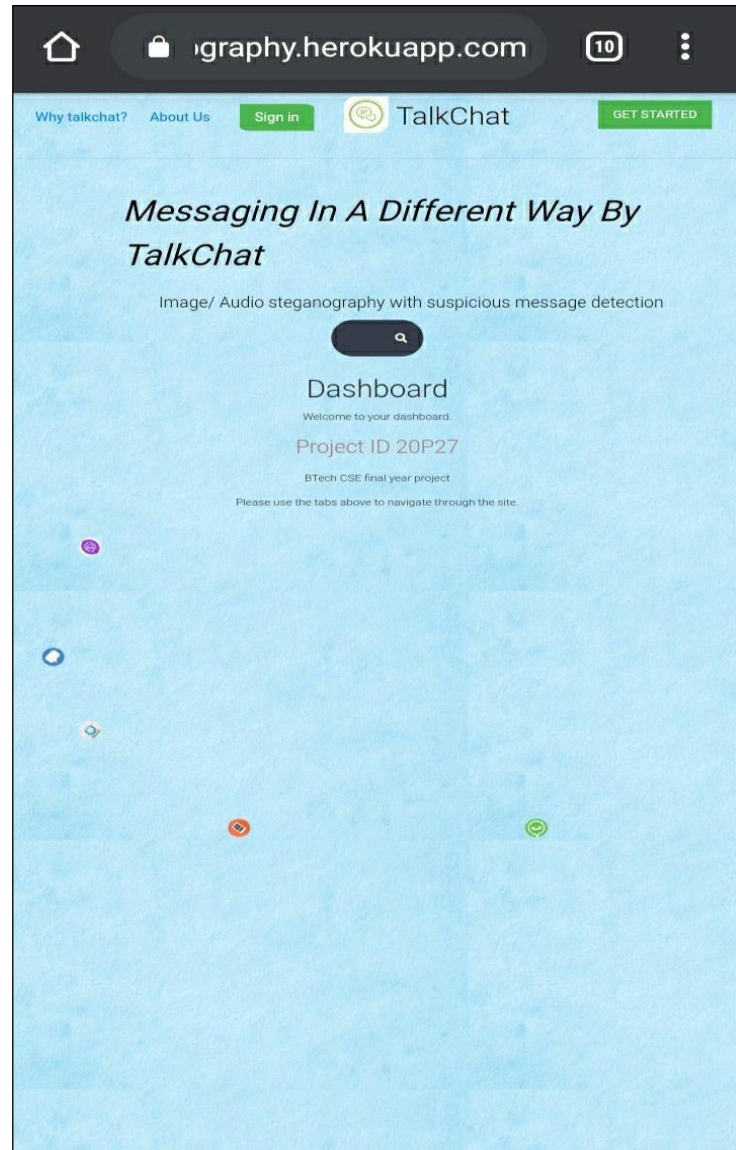 ography.herokuapp.com 10
Why talkchat? About Us Sign in TalkChat GET STARTED
Messaging In A Different Way By
TalkChat
Image/ Audio steganography with suspicious message detection
Dashboard
Welcome to your dashboard.
Project ID 20P27
BTech CSE final year project
Please use the tabs above to navigate through the site.